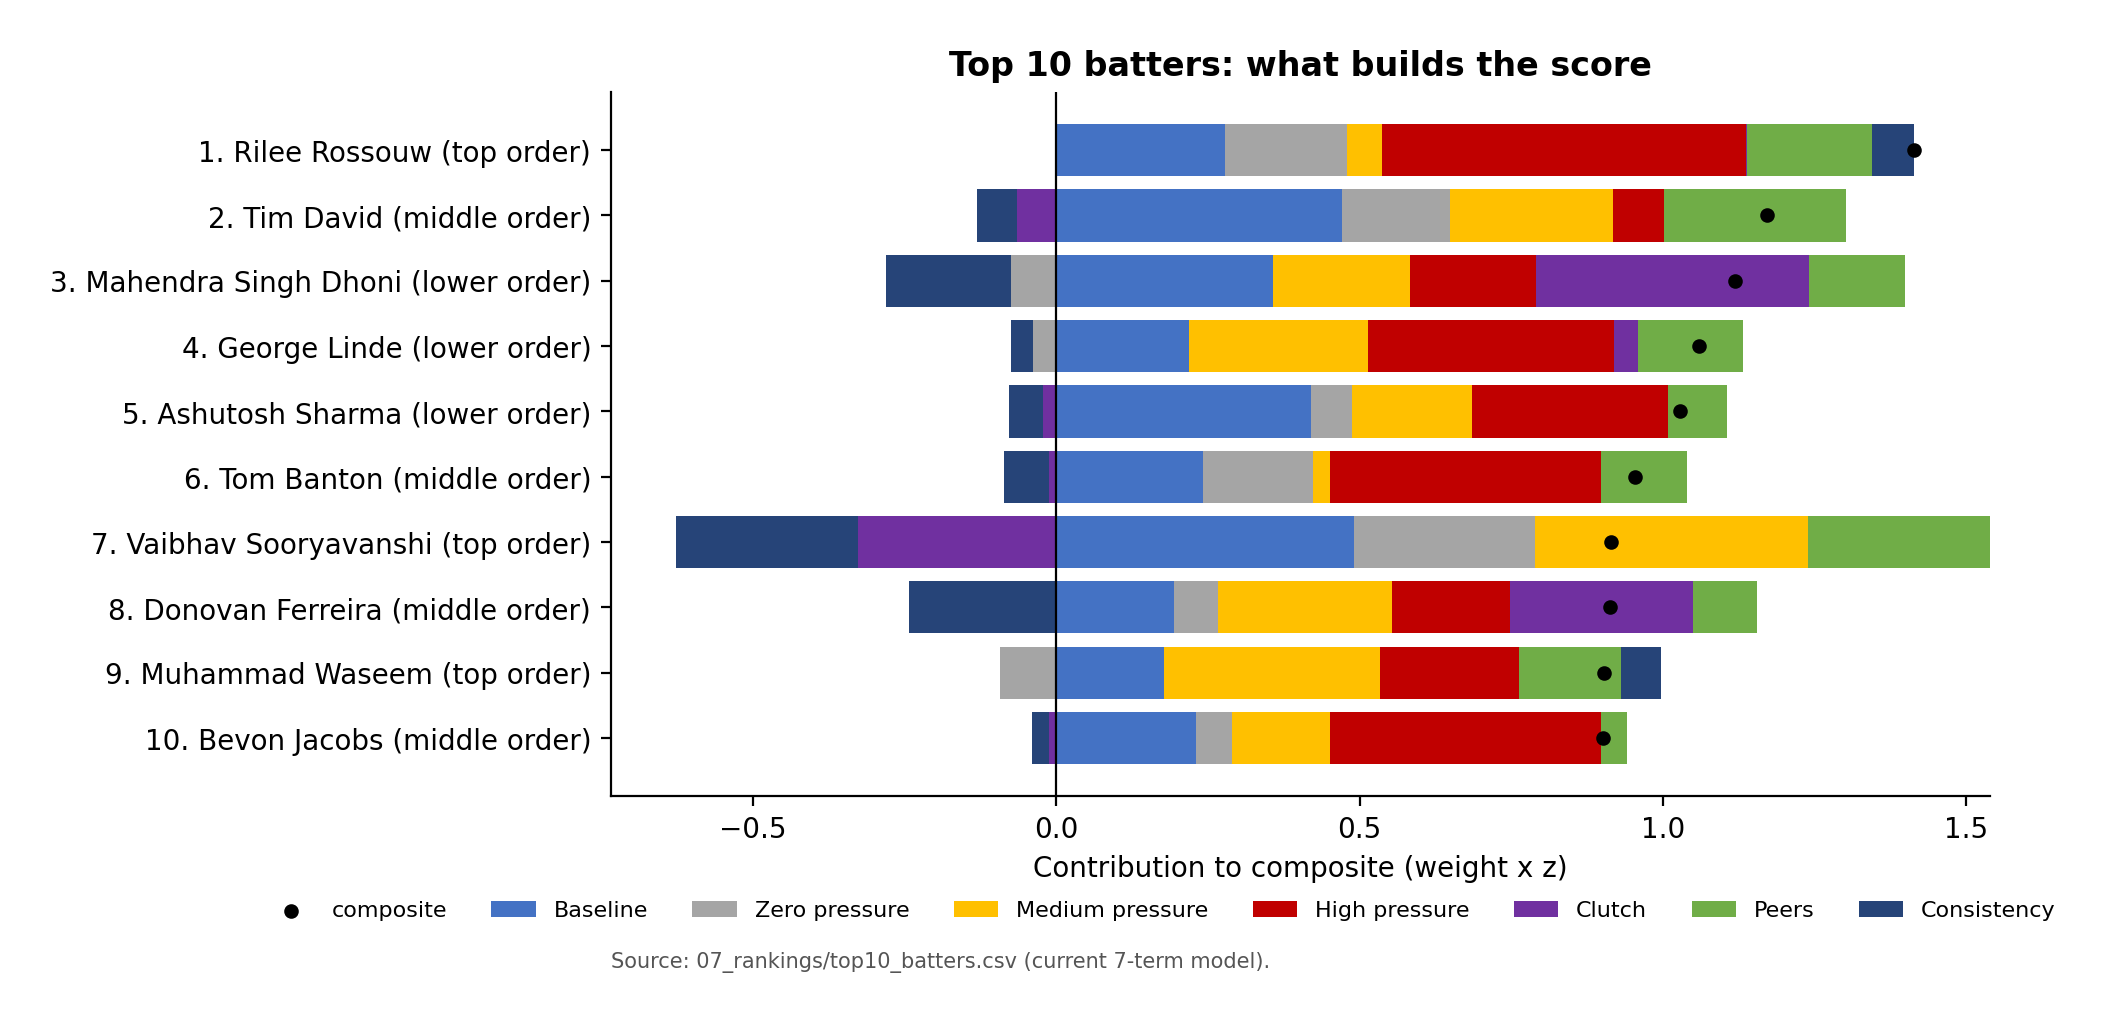 Top 10 batters: what builds the score
1. Rilee Rossouw (top order)
2. Tim David (middle order)
3. Mahendra Singh Dhoni (lower order)
4. George Linde (lower order)
5. Ashutosh Sharma (lower order)
6. Tom Banton (middle order)
7. Vaibhav Sooryavanshi (top order)
8. Donovan Ferreira (middle order)
9. Muhammad Waseem (top order)
10. Bevon Jacobs (middle order)
−0.5 0.0 0.5 1.0 1.5
Contribution to composite (weight x z)
composite Baseline Zero pressure Medium pressure High pressure Clutch Peers Consistency
Source: 07_rankings/top10_batters.csv (current 7-term model).